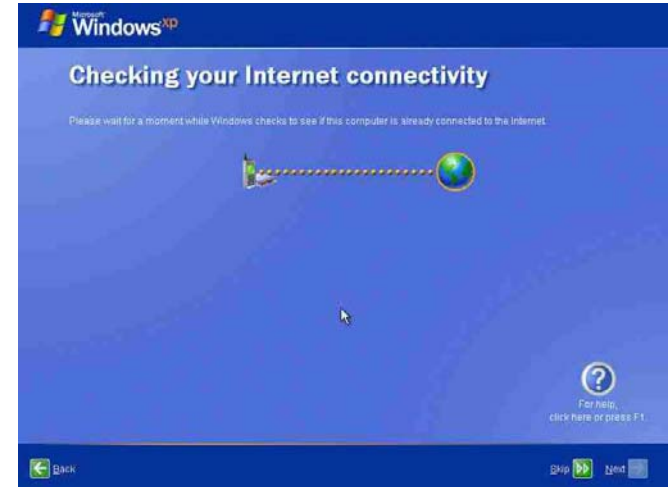 Microsoft
Windows xp
Checking your Internet connectivity
Please wait for a moment while Windows checks to see if this computer is already connected to the Internet.
?
For help,
click here or press F1.
Back
Skip
Next